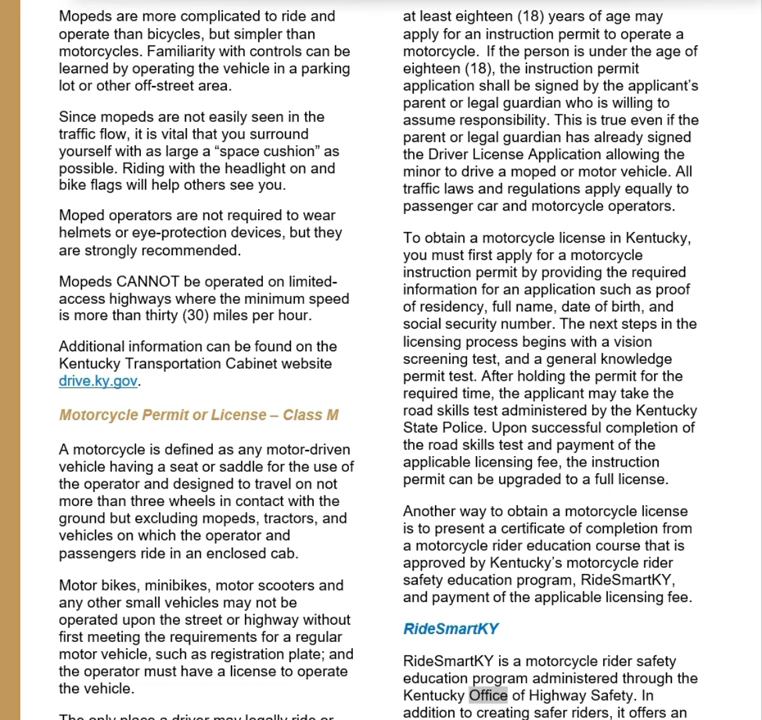 Mopeds are more complicated to ride and
operate than bicycles, but simpler than
motorcycles. Familiarity with controls can be
learned by operating the vehicle in a parking
lot or other off-street area.
Since mopeds are not easily seen in the
traffic flow, it is vital that you surround
yourself with as large a “space cushion” as
possible. Riding with the headlight on and
bike flags will help others see you.
Moped operators are not required to wear
helmets or eye-protection devices, but they
are strongly recommended.
Mopeds CANNOT be operated on limited-
access highways where the minimum speed
is more than thirty (30) miles per hour.
Additional information can be found on the
Kentucky Transportation Cabinet website
drive.ky.gov.
Motorcycle Permit or License – Class M
A motorcycle is defined as any motor-driven
vehicle having a seat or saddle for the use of
the operator and designed to travel on not
more than three wheels in contact with the
ground but excluding mopeds, tractors, and
vehicles on which the operator and
passengers ride in an enclosed cab.
Motor bikes, minibikes, motor scooters and
any other small vehicles may not be
operated upon the street or highway without
first meeting the requirements for a regular
motor vehicle, such as registration plate; and
the operator must have a license to operate
the vehicle.
The only place a driver may legally ride or
at least eighteen (18) years of age may
apply for an instruction permit to operate a
motorcycle. If the person is under the age of
eighteen (18), the instruction permit
application shall be signed by the applicant’s
parent or legal guardian who is willing to
assume responsibility. This is true even if the
parent or legal guardian has already signed
the Driver License Application allowing the
minor to drive a moped or motor vehicle. All
traffic laws and regulations apply equally to
passenger car and motorcycle operators.
To obtain a motorcycle license in Kentucky,
you must first apply for a motorcycle
instruction permit by providing the required
information for an application such as proof
of residency, full name, date of birth, and
social security number. The next steps in the
licensing process begins with a vision
screening test, and a general knowledge
permit test. After holding the permit for the
required time, the applicant may take the
road skills test administered by the Kentucky
State Police. Upon successful completion of
the road skills test and payment of the
applicable licensing fee, the instruction
permit can be upgraded to a full license.
Another way to obtain a motorcycle license
is to present a certificate of completion from
a motorcycle rider education course that is
approved by Kentucky’s motorcycle rider
safety education program, RideSmartKY,
and payment of the applicable licensing fee.
RideSmartKY
RideSmartKY is a motorcycle rider safety
education program administered through the
Kentucky Office of Highway Safety. In
addition to creating safer riders, it offers an